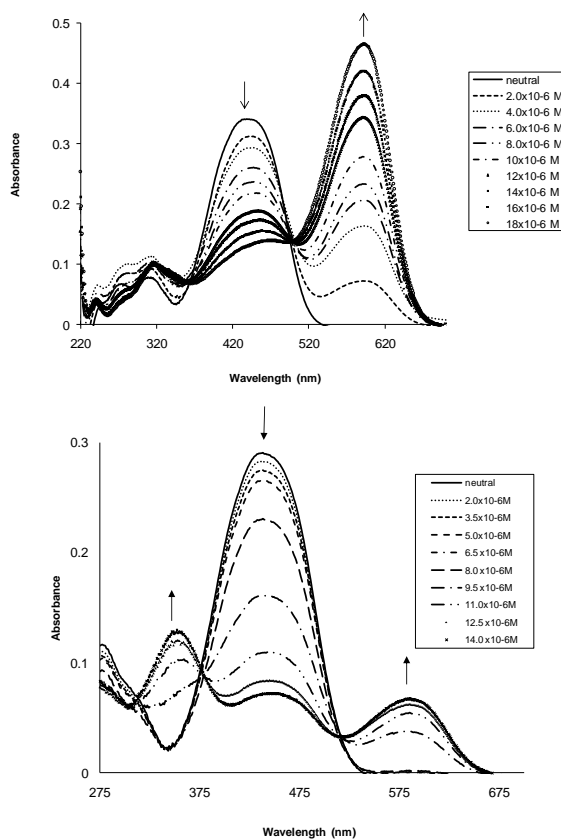 0.5
0.4
0.3
0.2
0.1
0
Absorbance
220 320 420 520 620
Wavelength (nm)
neutral
2.0x10-6 M
4.0x10-6 M
6.0x10-6 M
8.0x10-6 M
10x10-6 M
12x10-6 M
14x10-6 M
16x10-6 M
18x10-6 M
0.3
0.2
0.1
0
Absorbance
275 375 475 575 675
Wavelength (nm)
neutral
2.0x10-6M
3.5x10-6M
5.0x10-6M
6.5x10-6M
8.0x10-6M
9.5x10-6M
11.0x10-6M
12.5x10-6M
14.0x10-6M